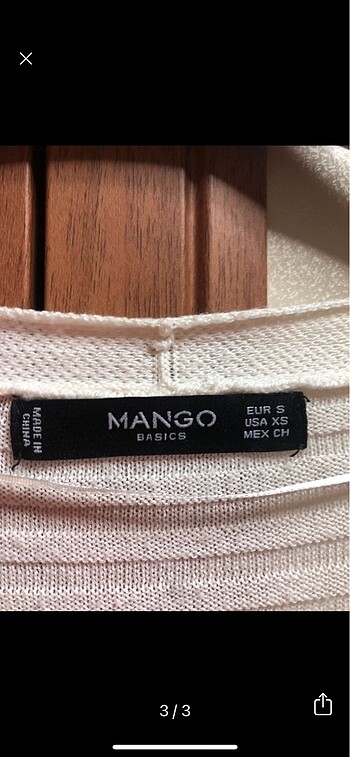 MADE IN
CHINA
MANGO
BASICS
EUR S
USA XS
MEX CH
3/3